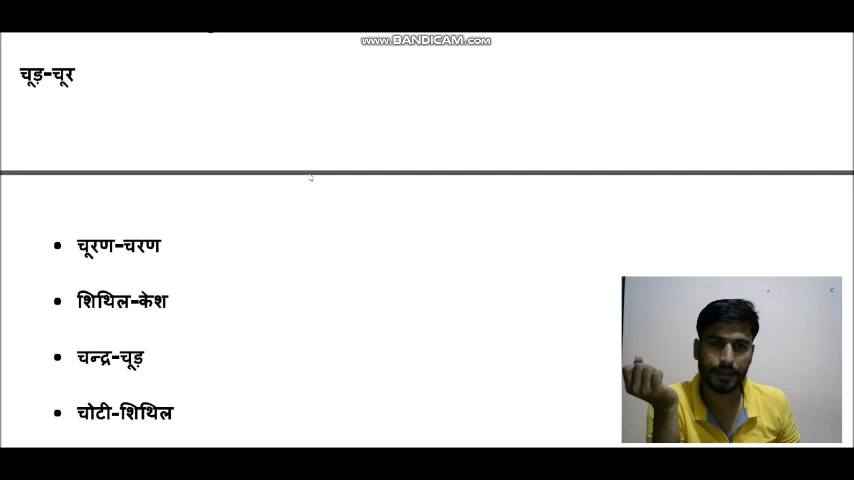 www.BANDICAM.com
चूड़-चूर
• चूरण-चरण
• शिथिल-केश
• चन्द्र-चूड़
• चोटी-शिथिल